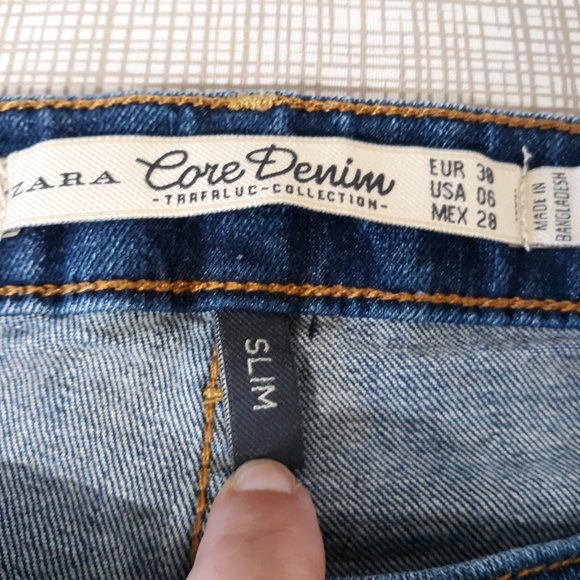 ZARA
Core Denim
-TRAFALUC-COLLECTION-
EUR 38
USA 06
MEX 28
MADE IN
BANGLADESH
SLIM